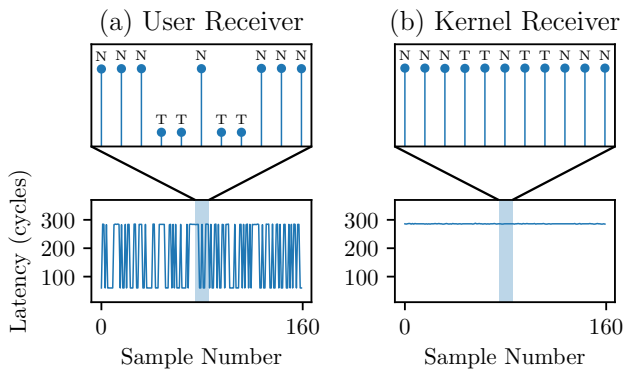 (a) User Receiver
N N N T T N T T N N N
Latency (cycles)
300
200
100
0 160
Sample Number
(b) Kernel Receiver
N N N T T N T T N N N
300
200
100
0 160
Sample Number